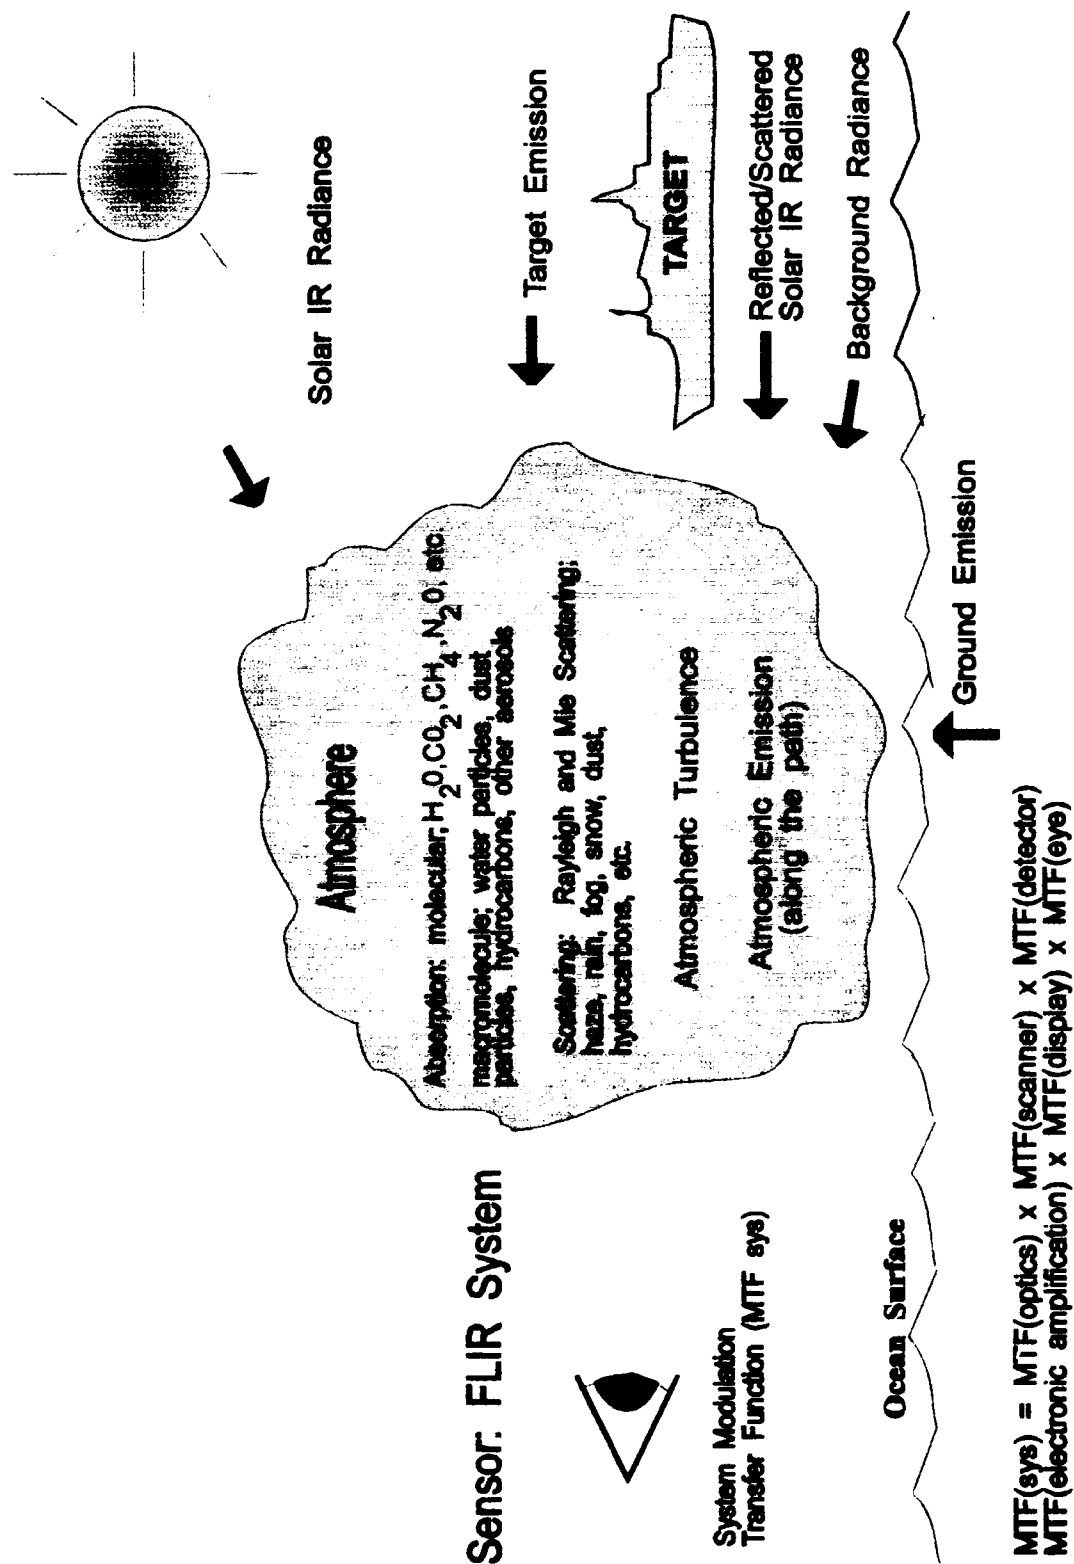 Solar IR Radiance
Sensor: FLIR System
System Modulation
Transfer Function (MTF sys)
Atmosphere
Absorption: molecular: H2O,CO2,CH4,N2O, etc.
macromolecule: water particles, dust
particles, hydrocarbons, other aerosols
Scattering: Rayleigh and Mie Scattering;
haze, rain, fog, snow, dust,
hydrocarbons, etc.
Atmospheric Turbulence
Atmospheric Emission
(along the path)
Target Emission
TARGET
Reflected/Scattered
Solar IR Radiance
Background Radiance
Ocean Surface
Ground Emission
MTF(sys) = MTF(optics) x MTF(scanner) x MTF(detector)
MTF(electronic amplification) x MTF(display) x MTF(eye)